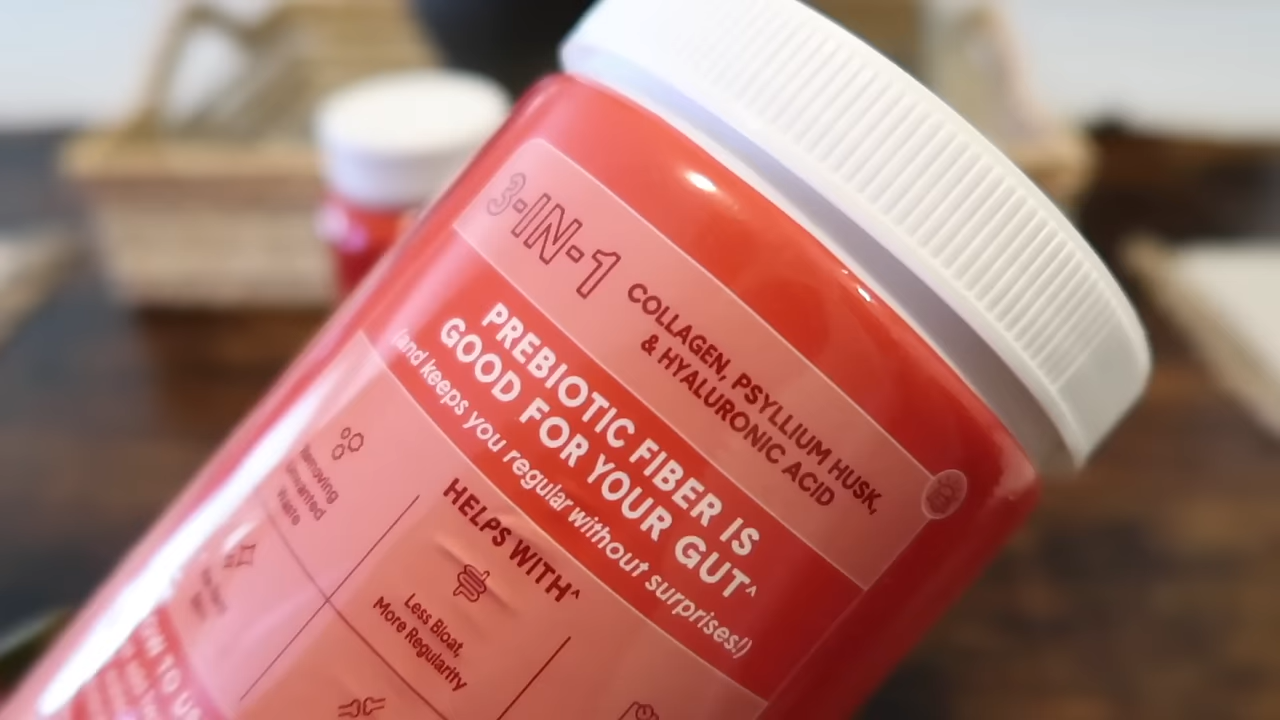 3-IN-1
COLLAGEN, PSYLLIUM HUSK,
& HYALURONIC ACID
PREBIOTIC FIBER IS
GOOD FOR YOUR GUT^
(and keeps you regular without surprises!)
HELPS WITH^
Removing
Unwanted
Waste
Less Bloat,
More Regularity